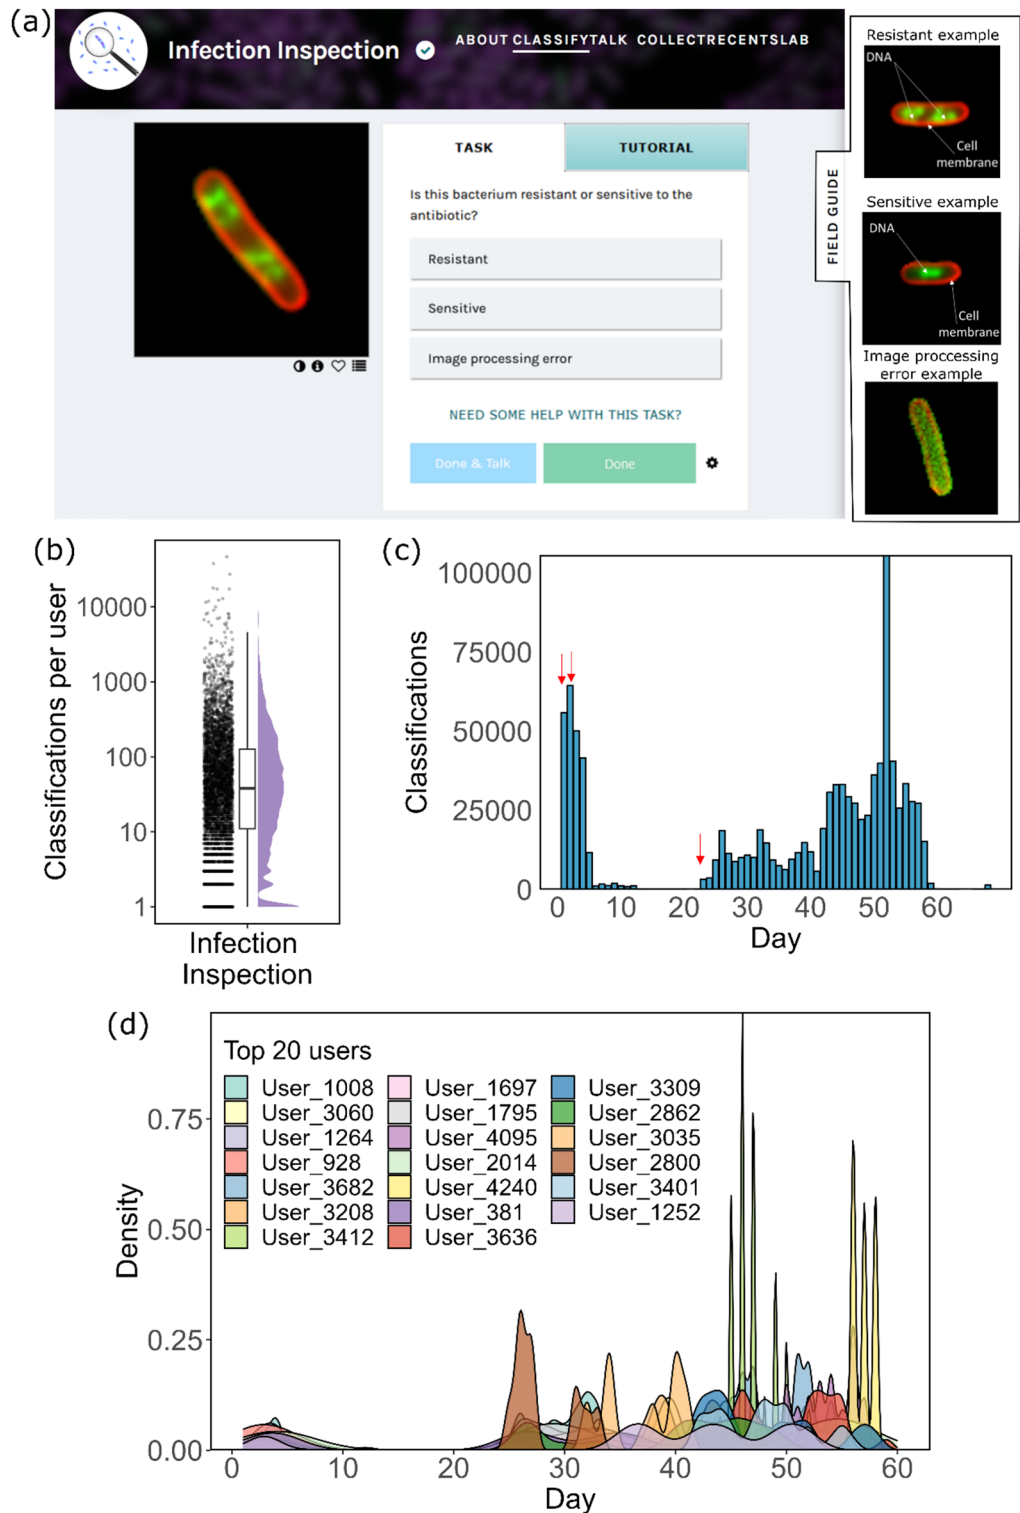 (a)
Infection Inspection
ABOUT CLASSIFYTALK COLLECTRECENTSLAB
TASK
TUTORIAL
Is this bacterium resistant or sensitive to the
antibiotic?
Resistant
Sensitive
Image processing error
NEED SOME HELP WITH THIS TASK?
Done & Talk
Done
FIELD GUIDE
Resistant example
DNA
Cell
membrane
Sensitive example
DNA
Cell
membrane
Image proccessing
error example
(b)
Classifications per user
10000
1000
100
10
1
Infection
Inspection
(c)
Classifications
100000
75000
50000
25000
0
0 10 20 30 40 50 60
Day
(d)
Top 20 users
User_1008 User_1697 User_3309
User_3060 User_1795 User_2862
User_1264 User_4095 User_3035
User_928 User_2014 User_2800
User_3682 User_4240 User_3401
User_3208 User_381 User_1252
User_3412 User_3636
Density
0.75
0.50
0.25
0.00
0 10 20 30 40 50 60
Day